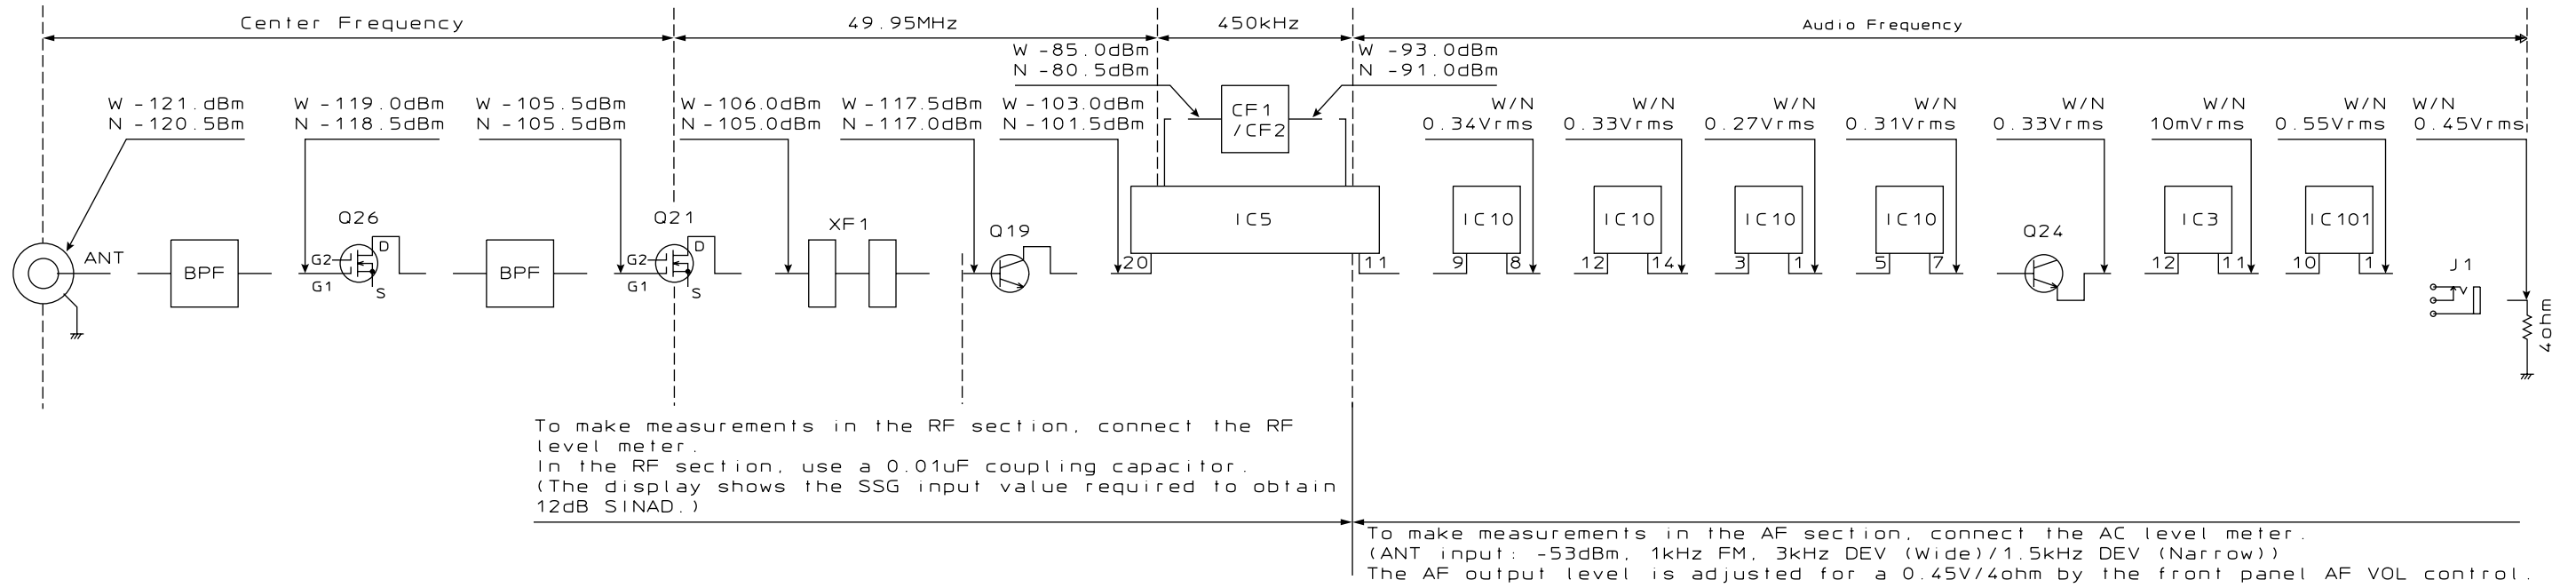 Center Frequency
49.95MHz
450kHz
Audio Frequency
W -85.0dBm
N -80.5dBm
W -93.0dBm
N -91.0dBm
W -121.dBm
N -120.5Bm
W -119.0dBm
N -118.5dBm
W -105.5dBm
N -105.5dBm
W -106.0dBm
N -105.0dBm
W -117.5dBm
N -117.0dBm
W -103.0dBm
N -101.5dBm
CF1
/CF2
W/N
0.34Vrms
W/N
0.33Vrms
W/N
0.27Vrms
W/N
0.31Vrms
W/N
0.33Vrms
W/N
10mVrms
W/N
0.55Vrms
W/N
0.45Vrms
ANT
BPF
Q26
G2
G1
D
S
BPF
Q21
G2
G1
D
S
XF1
Q19
IC5
20
11
IC10
9
8
IC10
12
14
IC10
3
1
IC10
5
7
Q24
IC3
12
11
IC101
10
1
J1
4ohm
To make measurements in the RF section, connect the RF
level meter.
In the RF section, use a 0.01uF coupling capacitor.
(The display shows the SSG input value required to obtain
12dB SINAD.)
To make measurements in the AF section, connect the AC level meter.
(ANT input: -53dBm, 1kHz FM, 3kHz DEV (Wide)/1.5kHz DEV (Narrow))
The AF output level is adjusted for a 0.45V/4ohm by the front panel AF VOL control.